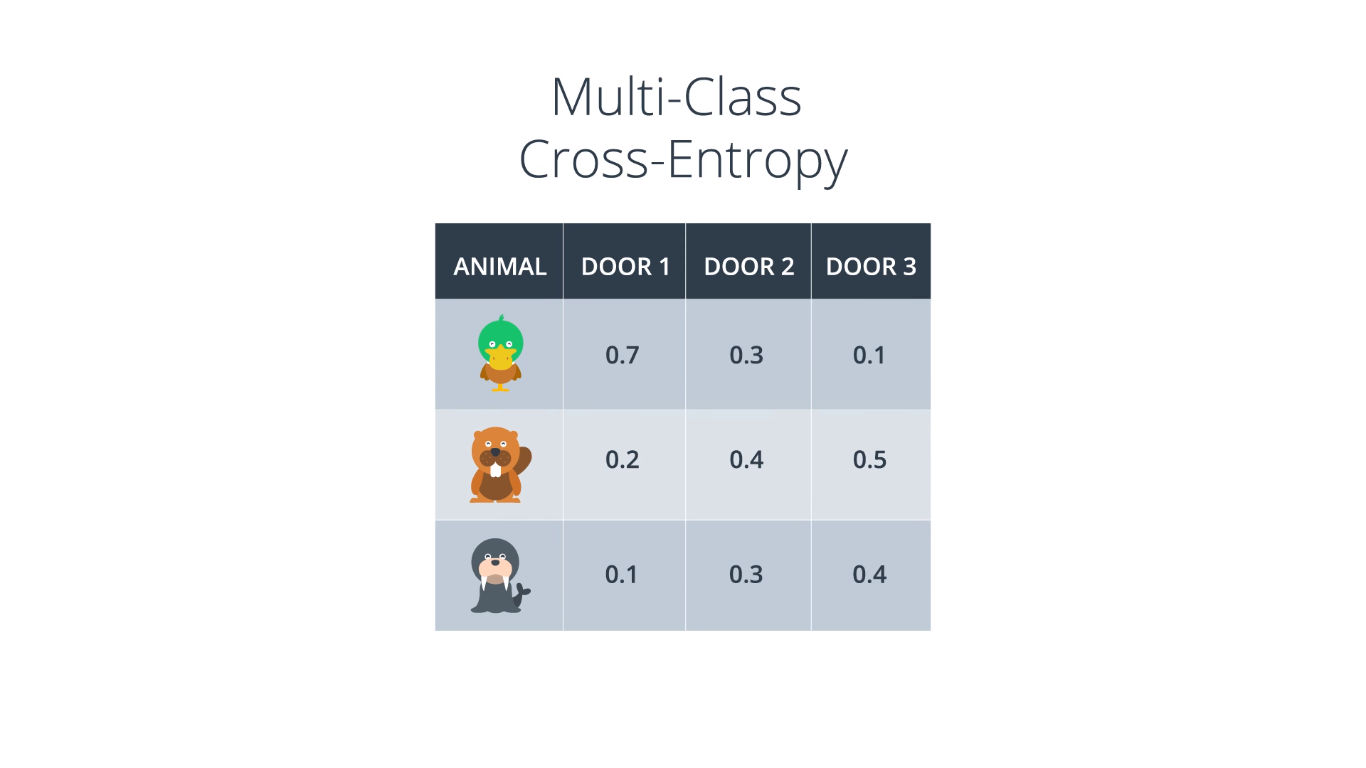 Multi-Class
Cross-Entropy
ANIMAL DOOR 1 DOOR 2 DOOR 3
0.7 0.3 0.1
0.2 0.4 0.5
0.1 0.3 0.4